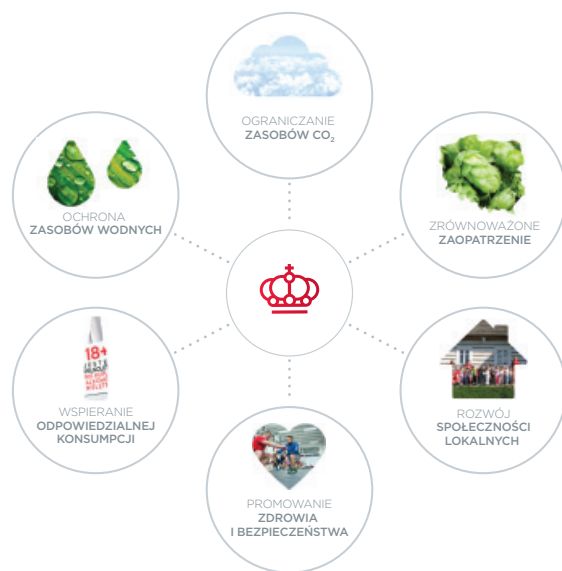 OGRANICZANIE
ZASOBÓW CO₂
OCHRONA
ZASOBÓW WODNYCH
ZRÓWNOWAŻONE
ZAOPATRZENIE
18+
WSPIERANIE
ODPOWIEDZIALNEJ
KONSUMPCJI
ROZWÓJ
SPOŁECZNOŚCI
LOKALNYCH
PROMOWANIE
ZDROWIA
I BEZPIECZEŃSTWA